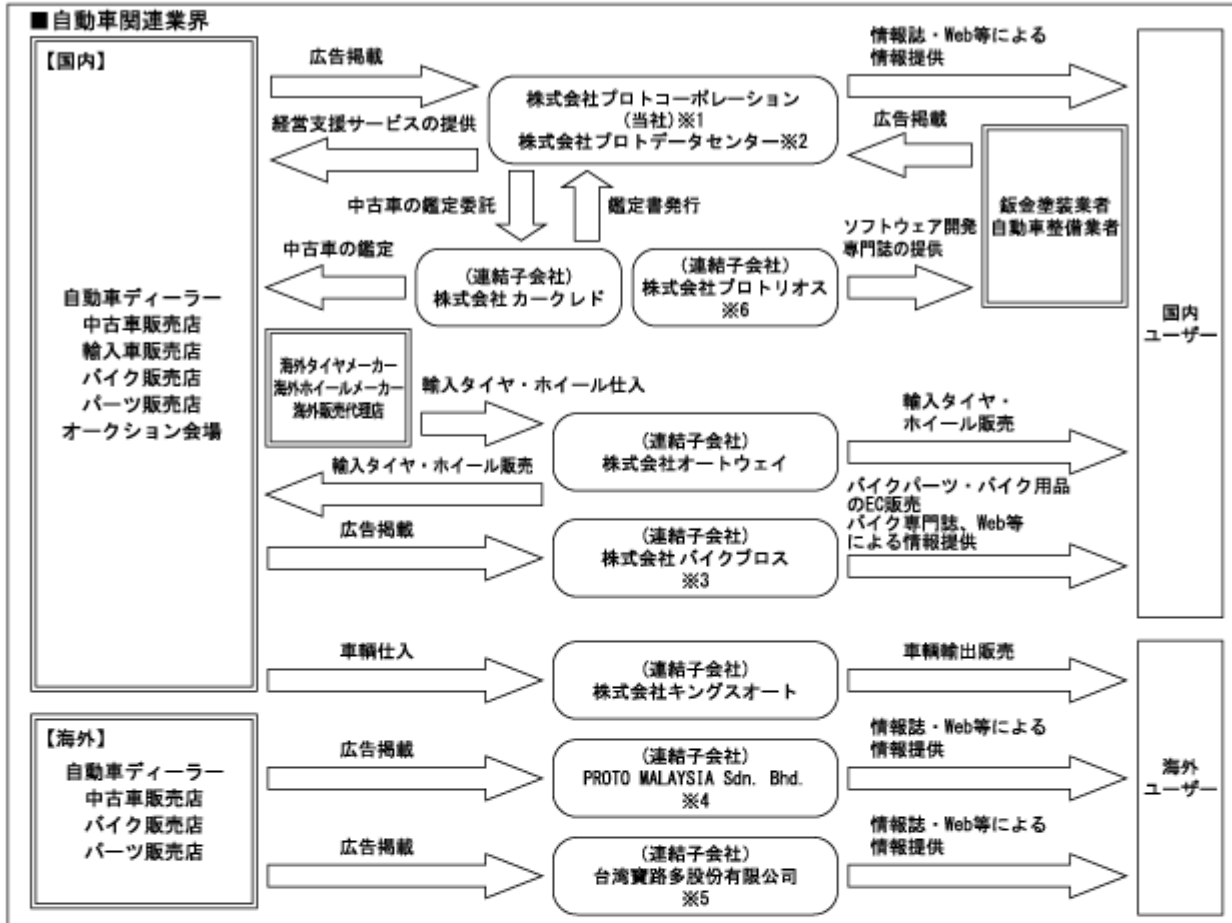 ■自動車関連業界
【国内】
自動車ディーラー
中古車販売店
輸入車販売店
バイク販売店
パーツ販売店
オークション会場
広告掲載
経営支援サービスの提供
株式会社プロトコーポレーション
(当社)※1
株式会社プロトデータセンター※2
情報誌・Web等による
情報提供
広告掲載
鈑金塗装業者
自動車整備業者
中古車の鑑定委託
鑑定書発行
ソフトウェア開発
専門誌の提供
中古車の鑑定
(連結子会社)
株式会社 カークレド
(連結子会社)
株式会社プロトリオス
※6
国内
ユーザー
海外タイヤメーカー
海外ホイールメーカー
海外販売代理店
輸入タイヤ・ホイール仕入
(連結子会社)
株式会社オートウェイ
輸入タイヤ・
ホイール販売
輸入タイヤ・ホイール販売
広告掲載
(連結子会社)
株式会社 バイクブロス
※3
バイクパーツ・バイク用品
のEC販売
バイク専門誌、Web等
による情報提供
車輌仕入
(連結子会社)
株式会社キングスオート
車輌輸出販売
【海外】
自動車ディーラー
中古車販売店
バイク販売店
パーツ販売店
広告掲載
(連結子会社)
PROTO MALAYSIA Sdn. Bhd.
※4
情報誌・Web等による
情報提供
海外
ユーザー
広告掲載
(連結子会社)
台湾寶路多股份有限公司
※5
情報誌・Web等による
情報提供